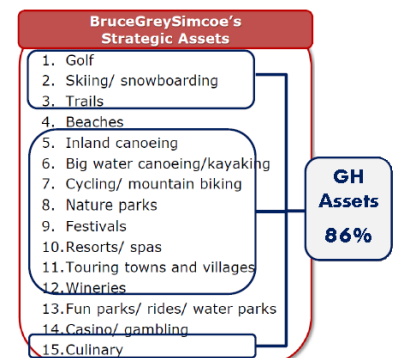 BruceGreySimcoe's
Strategic Assets
1. Golf
2. Skiing/ snowboarding
3. Trails
4. Beaches
5. Inland canoeing
6. Big water canoeing/kayaking
7. Cycling/ mountain biking
8. Nature parks
9. Festivals
10.Resorts/ spas
11.Touring towns and villages
12.Wineries
13.Fun parks/ rides/ water parks
14.Casino/ gambling
15.Culinary
GH
Assets
86%